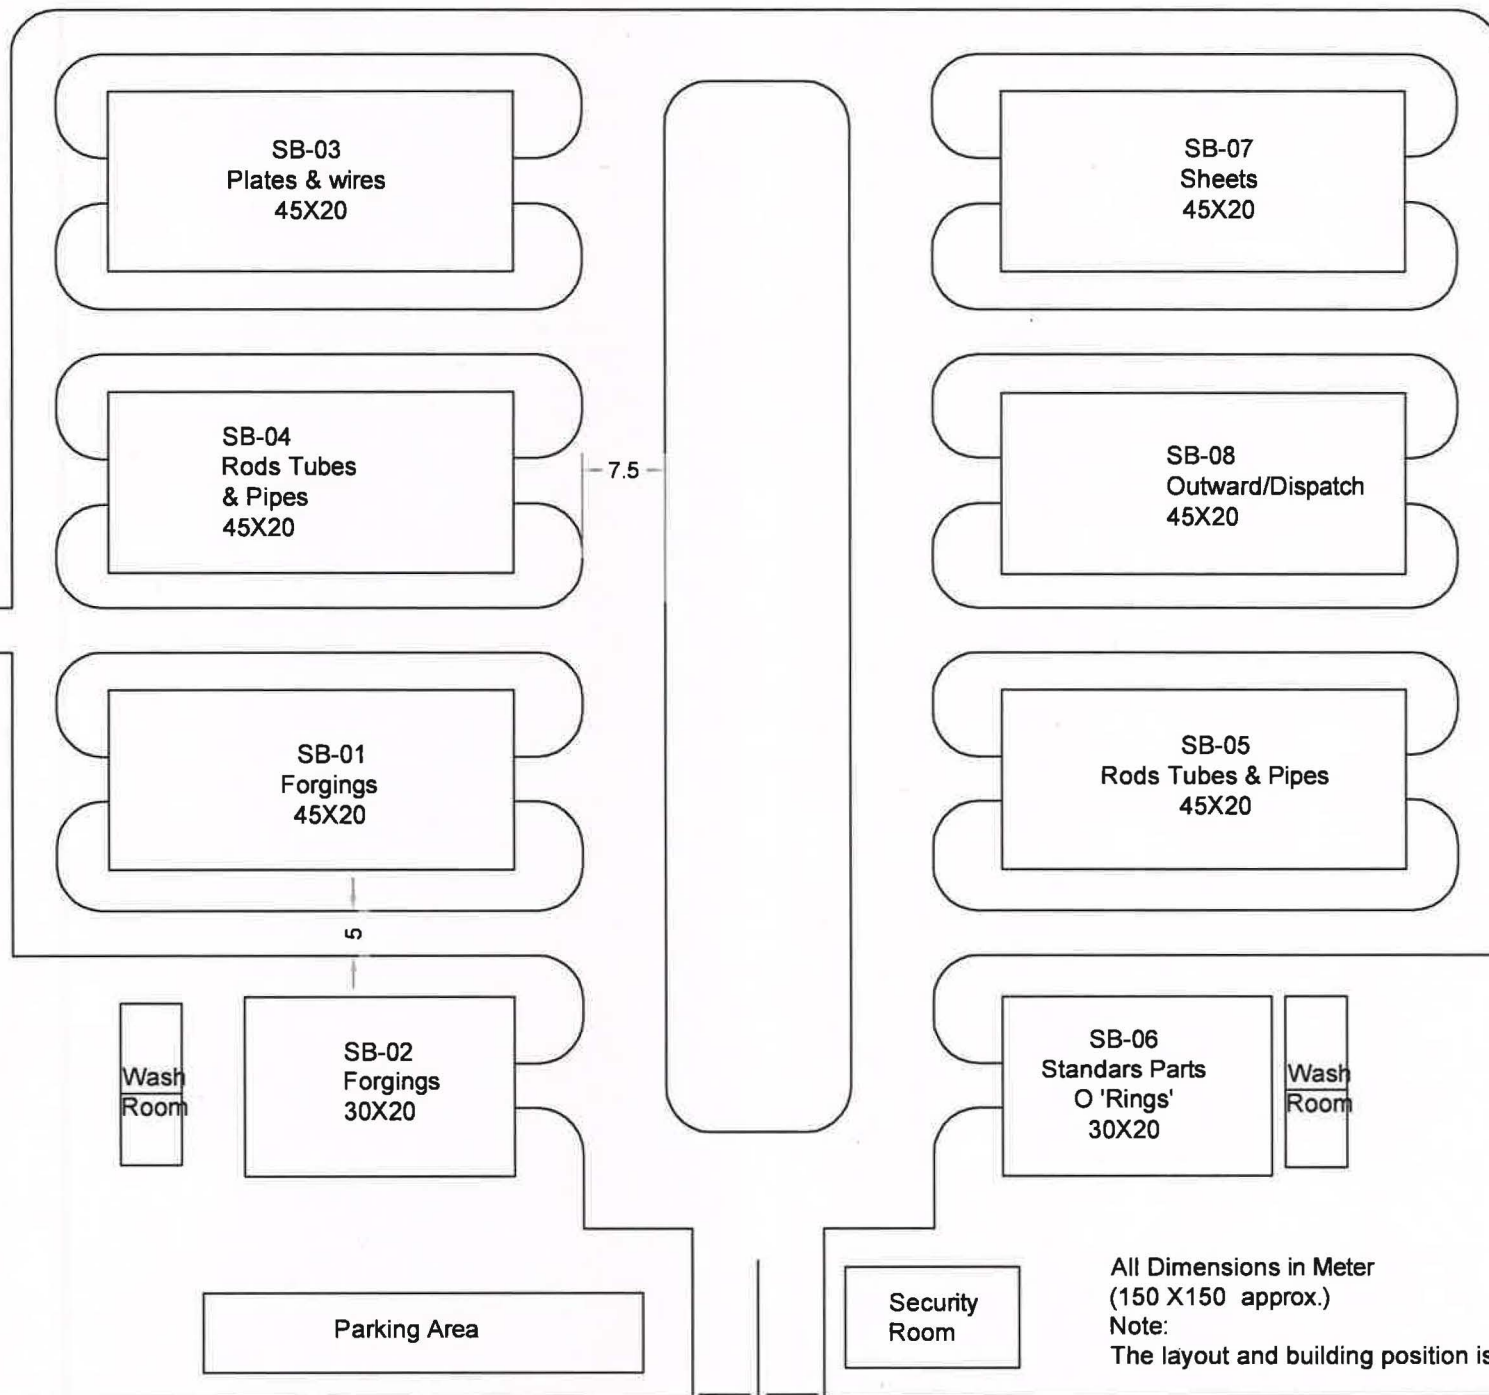 SB-03
Plates & wires
45X20
SB-07
Sheets
45X20
SB-04
Rods Tubes
& Pipes
45X20
7.5
SB-08
Outward/Dispatch
45X20
SB-01
Forgings
45X20
SB-05
Rods Tubes & Pipes
45X20
5
Wash
Room
SB-02
Forgings
30X20
SB-06
Standars Parts
O 'Rings'
30X20
Wash
Room
Parking Area
Security
Room
All Dimensions in Meter
(150 X150 approx.)
Note:
The layout and building position is